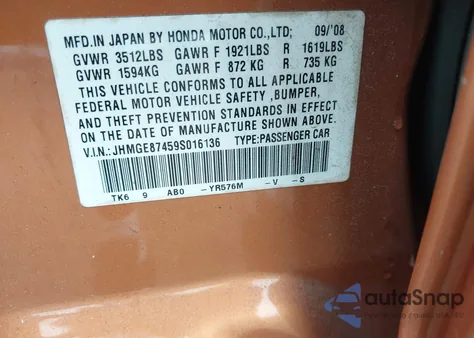 MFD.IN JAPAN BY HONDA MOTOR CO.,LTD; 09/'08
GVWR 3512LBS GAWR F 1921LBS R 1619LBS
GVWR 1594KG GAWR F 872 KG R 735 KG
THIS VEHICLE CONFORMS TO ALL APPLICABLE
FEDERAL MOTOR VEHICLE SAFETY ,BUMPER,
AND THEFT PREVENTION STANDARDS IN EFFECT
ON THE DATE OF MANUFACTURE SHOWN ABOVE.
V.I.N.: JHMGE87459S016136 TYPE:PASSENGER CAR
TK6 9 AB0 -YR576M -V -S
autoSnap